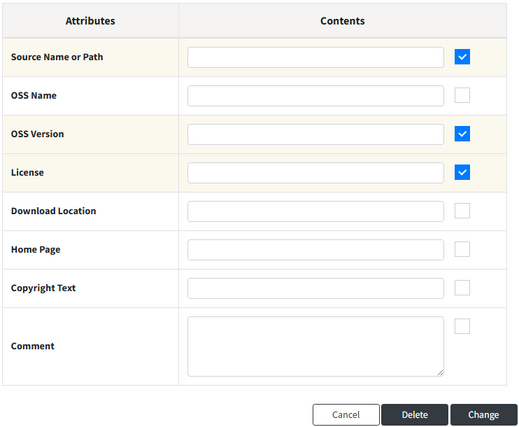 Attributes
Contents
Source Name or Path
OSS Name
OSS Version
License
Download Location
Home Page
Copyright Text
Comment
Cancel
Delete
Change